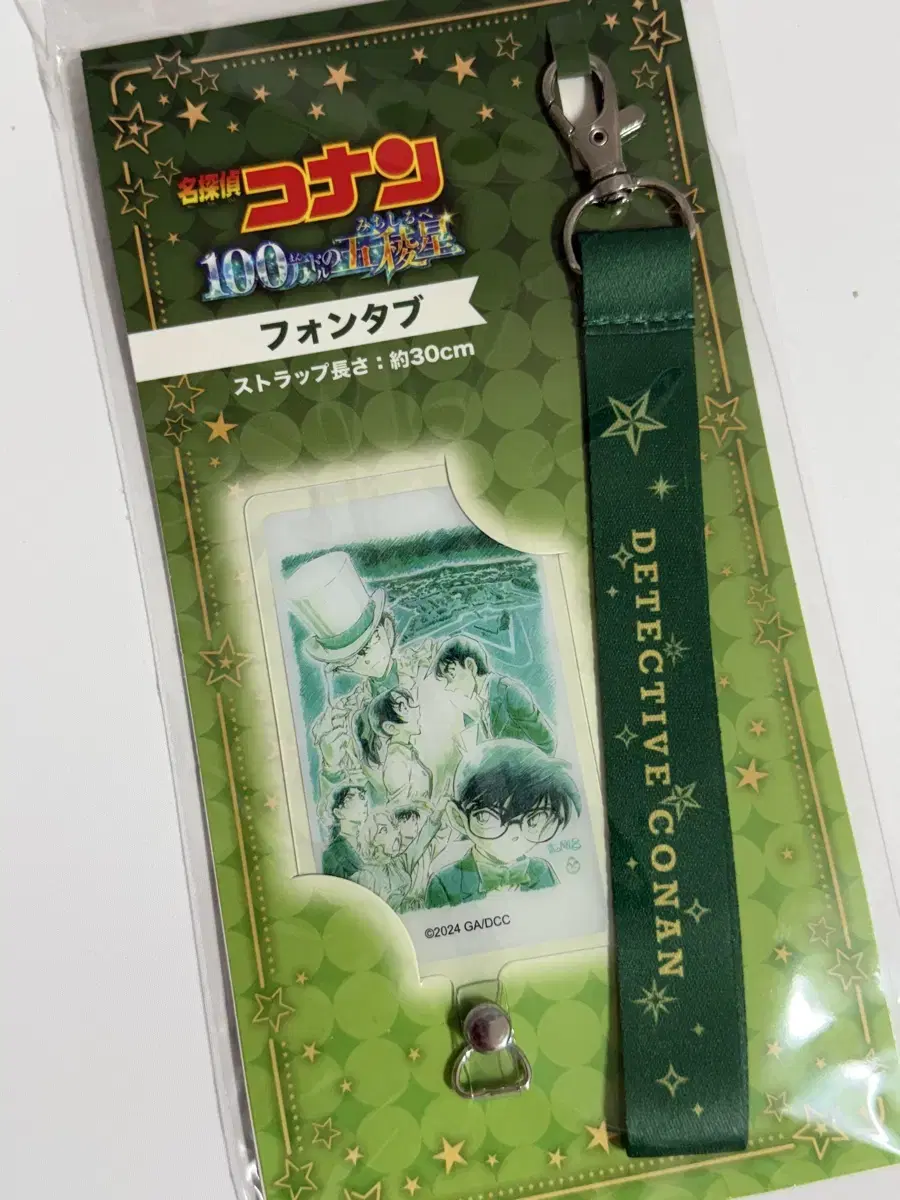 名探偵コナン
みちしるべ
100万ドルの五稜星
フォンタブ
ストラップ長さ：約30cm
DETECTIVE CONAN
©2024 GA/DCC